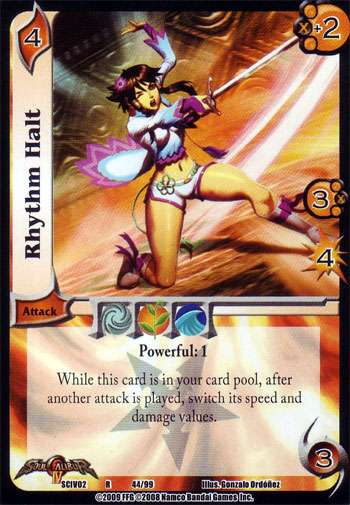 4
X+2
Rhythm Halt
3
4
Attack
Powerful: 1
While this card is in your card pool, after
another attack is played, switch its speed and
damage values.
3
SOULCALIBUR
IV
SCIV02 R 44/99 Illus. Gonzalo Ordóñez
©2009 FFG ©2008 Namco Bandai Games Inc.